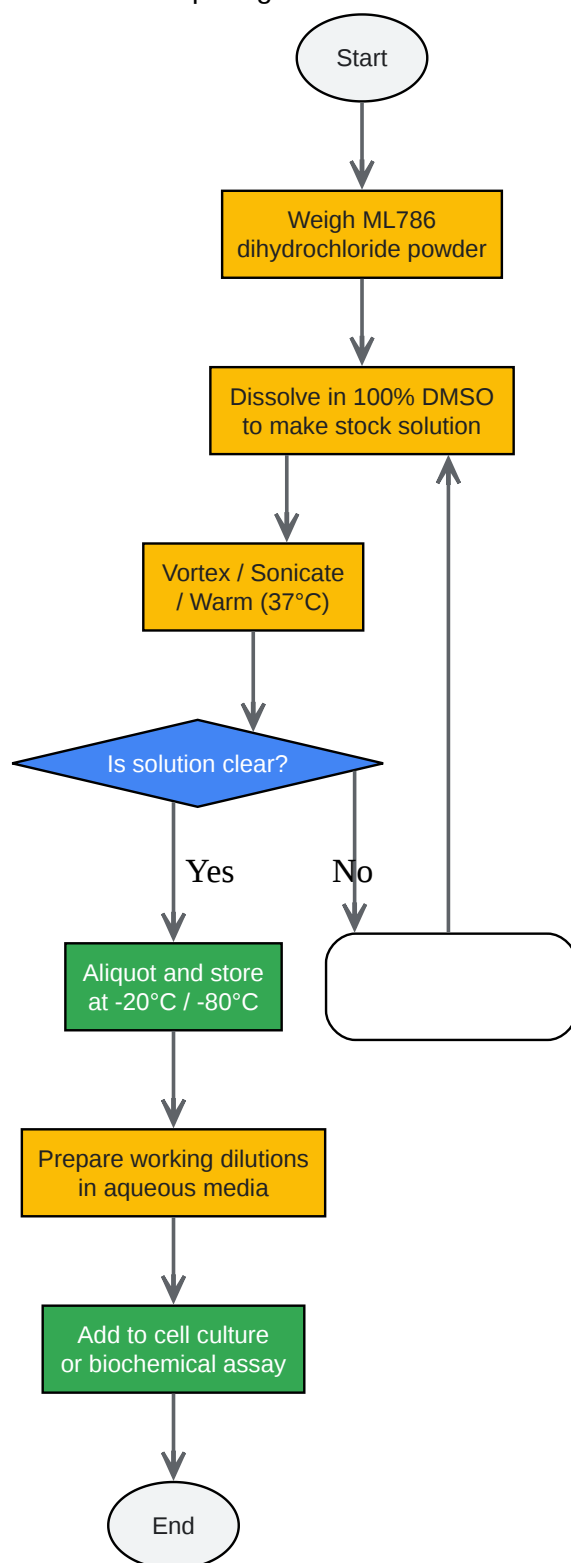 Start
Weigh ML786
dihydrochloride powder
Dissolve in 100% DMSO
to make stock solution
Vortex / Sonicate
/ Warm (37°C)
Is solution clear?
Yes
No
Aliquot and store
at -20°C / -80°C
Prepare working dilutions
in aqueous media
Add to cell culture
or biochemical assay
End